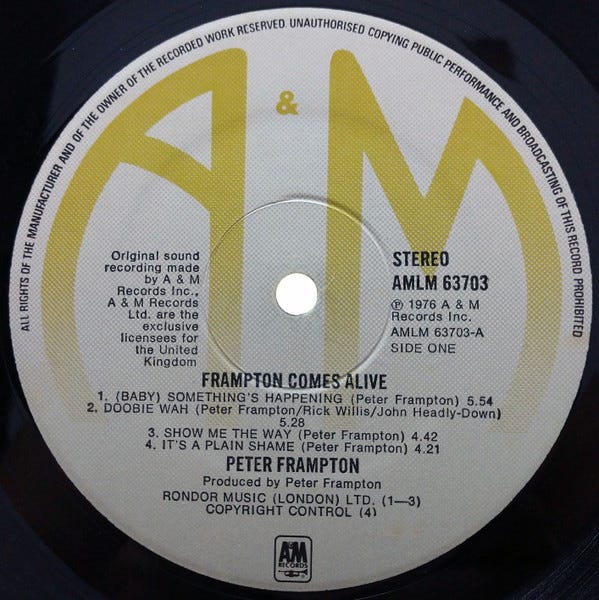 ALL RIGHTS OF THE MANUFACTURER AND OF THE OWNER OF THE RECORDED WORK RESERVED UNAUTHORISED COPYING PUBLIC PERFORMANCE AND BROADCASTING OF THIS RECORD PROHIBITED
A & M
Original sound
recording made
by A & M
Records Inc.,
A & M Records
Ltd. are the
exclusive
licensees for
the United
Kingdom
STEREO
AMLM 63703
℗ 1976 A & M
Records Inc.
AMLM 63703-A
SIDE ONE
FRAMPTON COMES ALIVE
1. (BABY) SOMETHING'S HAPPENING (Peter Frampton) 5.54
2. DOOBIE WAH (Peter Frampton/Rick Willis/John Headly-Down)
5.28
3. SHOW ME THE WAY (Peter Frampton) 4.42
4. IT'S A PLAIN SHAME (Peter Frampton) 4.21
PETER FRAMPTON
Produced by Peter Frampton
RONDOR MUSIC (LONDON) LTD. (1—3)
COPYRIGHT CONTROL (4)
A&M
RECORDS